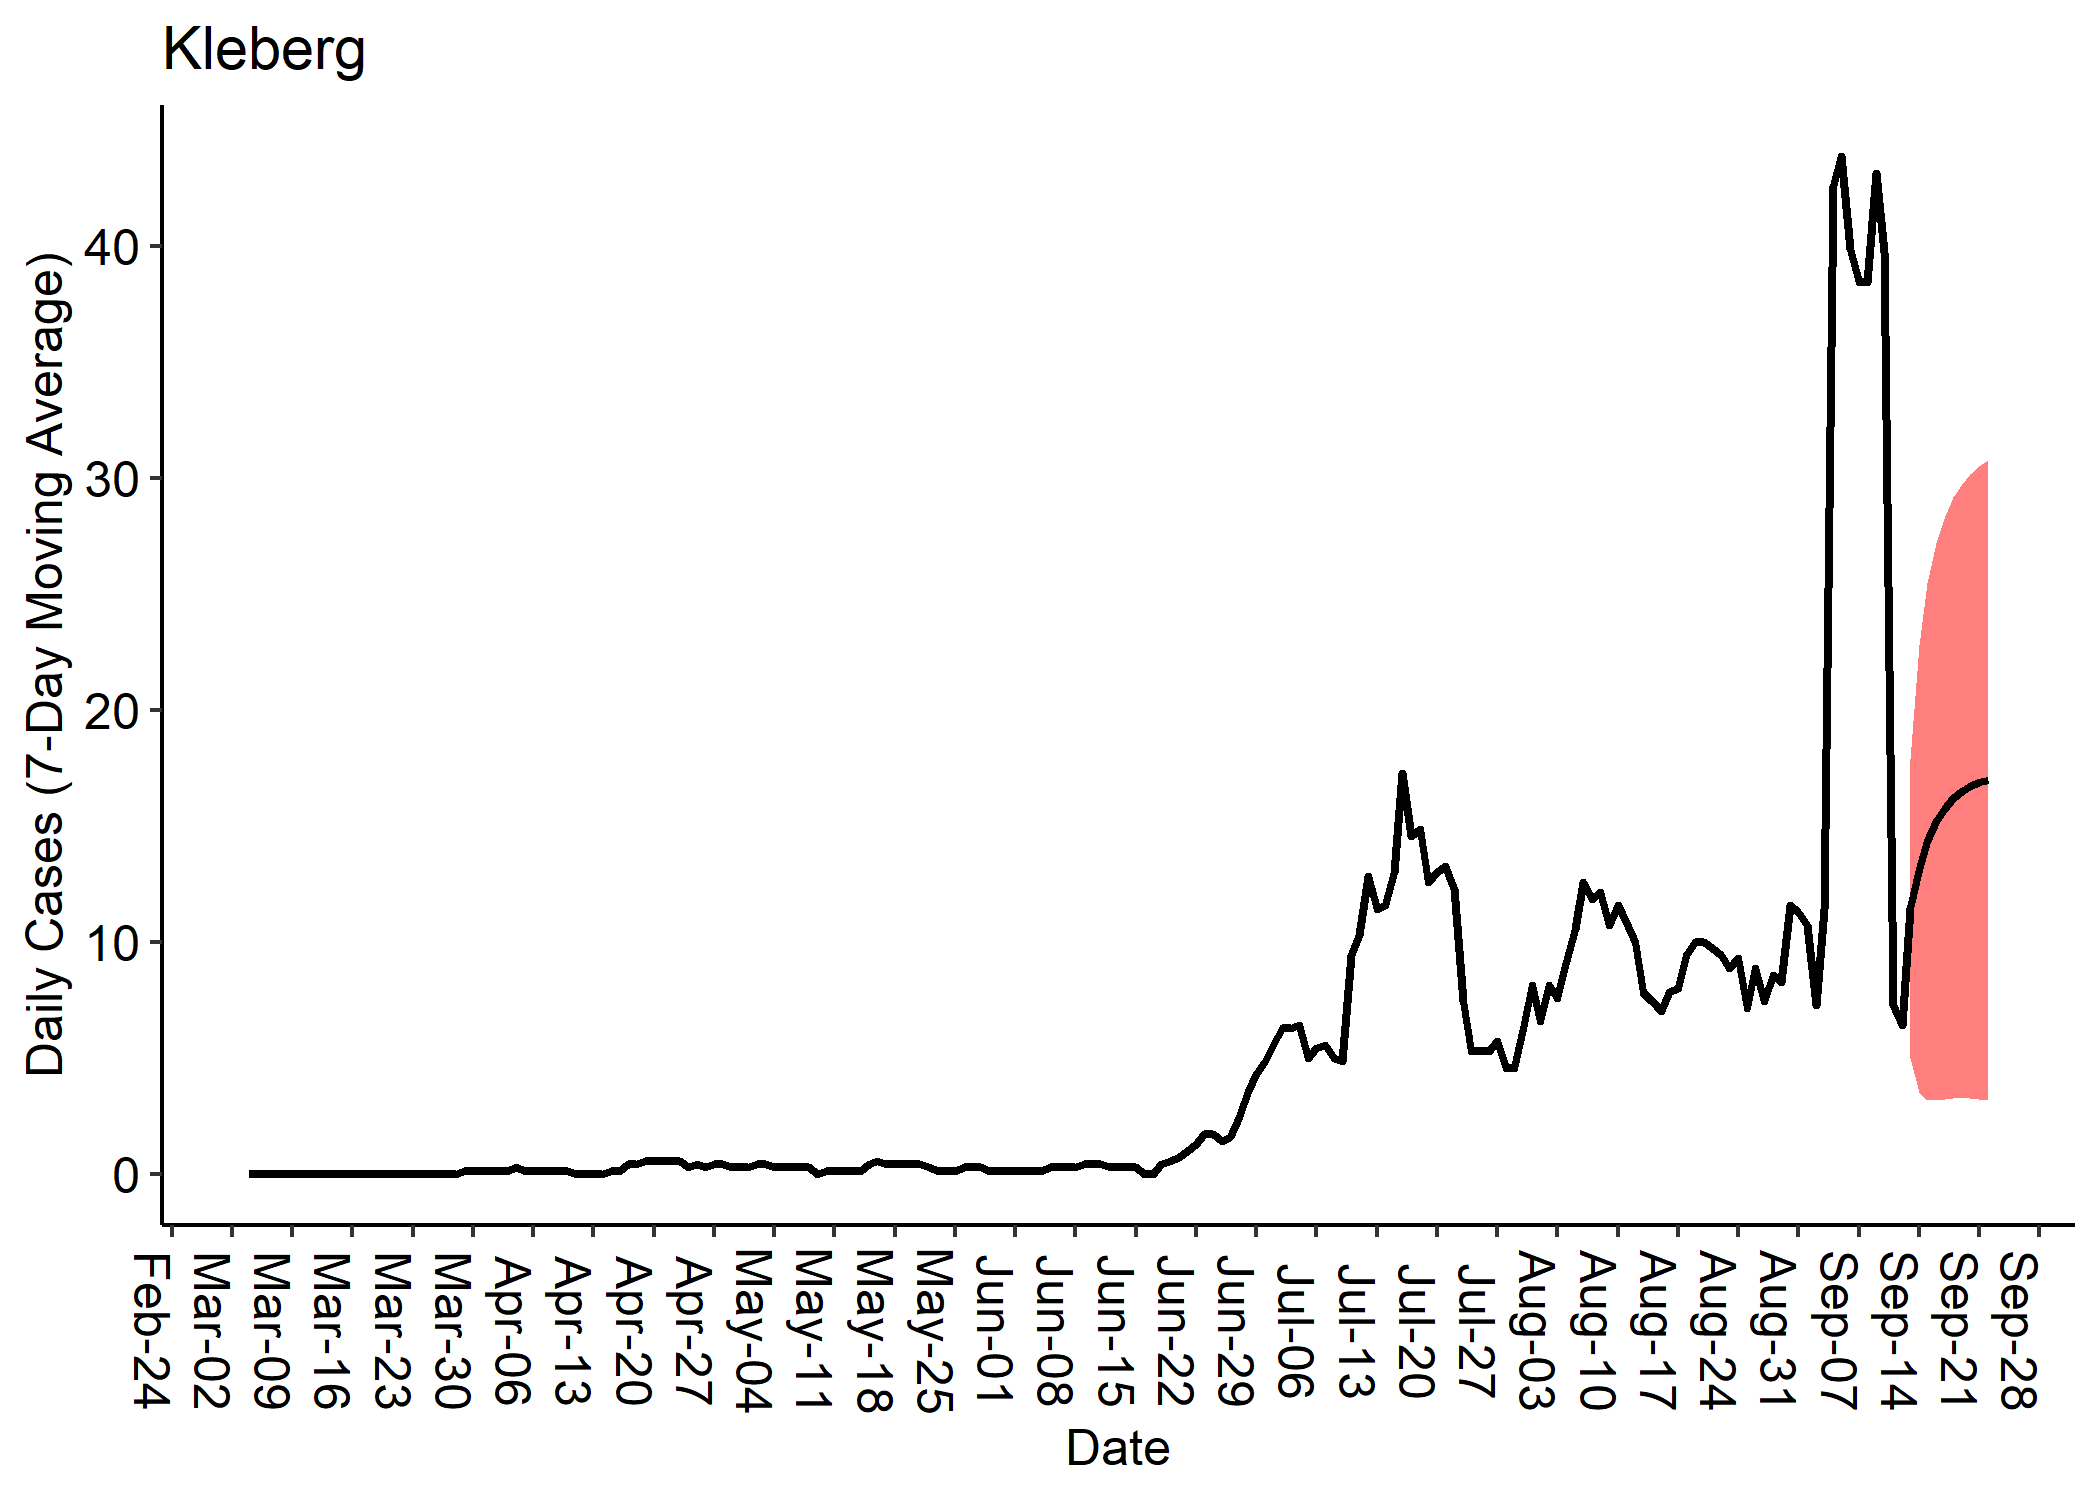 Kleberg
Daily Cases (7-Day Moving Average)
40
30
20
10
0
Feb-24
Mar-02
Mar-09
Mar-16
Mar-23
Mar-30
Apr-06
Apr-13
Apr-20
Apr-27
May-04
May-11
May-18
May-25
Jun-01
Jun-08
Jun-15
Jun-22
Jun-29
Jul-06
Jul-13
Jul-20
Jul-27
Aug-03
Aug-10
Aug-17
Aug-24
Aug-31
Sep-07
Sep-14
Sep-21
Sep-28
Date